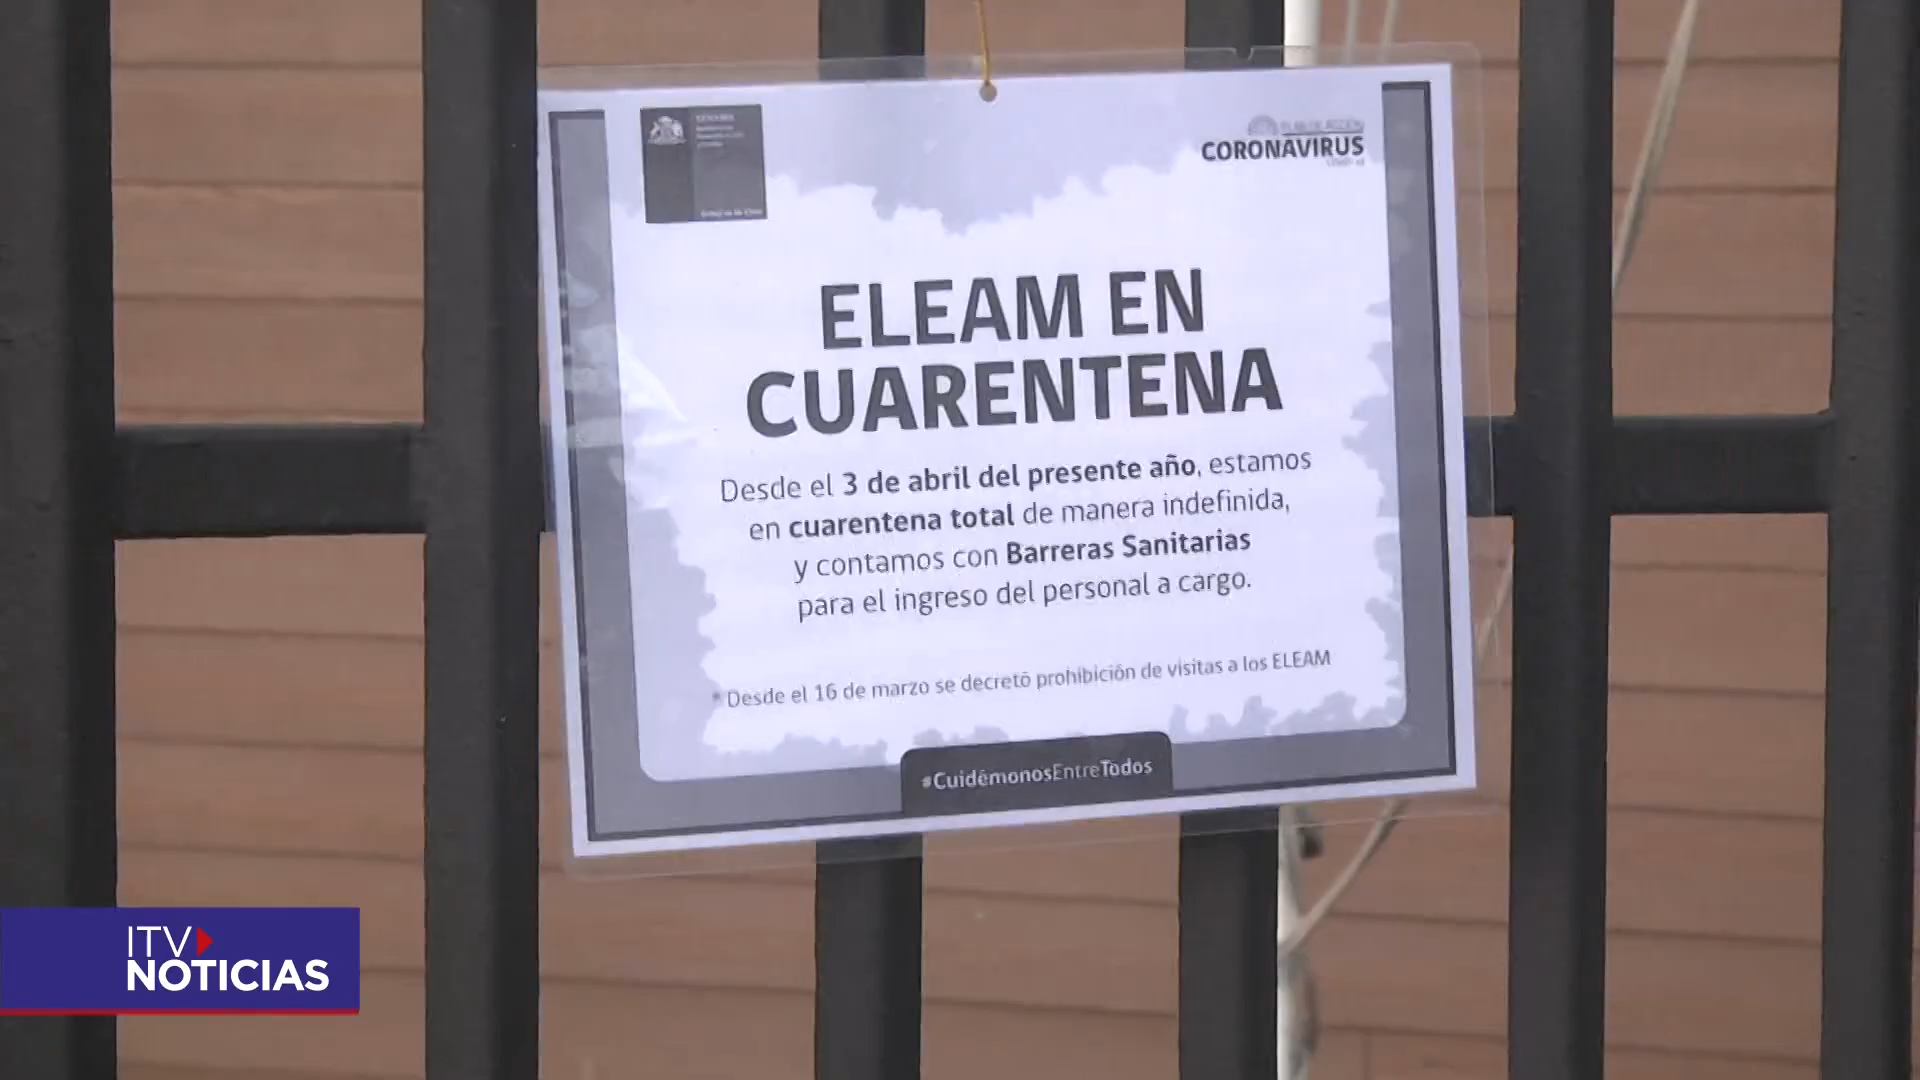 SENAMA
CORONAVIRUS
ELEAM EN
CUARENTENA
Desde el 3 de abril del presente año, estamos
en cuarentena total de manera indefinida,
y contamos con Barreras Sanitarias
para el ingreso del personal a cargo.
* Desde el 16 de marzo se decretó prohibición de visitas a los ELEAM
#CuidémonosEntreTodos
ITV
NOTICIAS